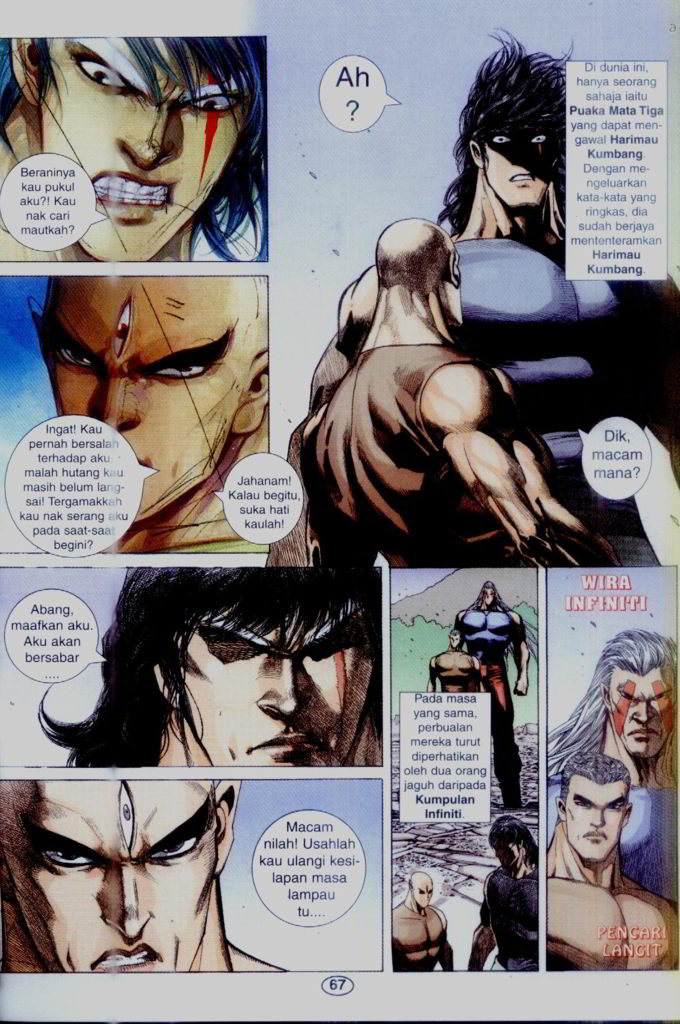 Beraninya
kau pukul
aku?! Kau
nak cari
mautkah?
Ah
?
Di dunia ini,
hanya seorang
sahaja iaitu
Puaka Mata Tiga
yang dapat men-
gawal Harimau
Kumbang.
Dengan me-
ngeluarkan
kata-kata yang
ringkas, dia
sudah berjaya
mententeramkan
Harimau
Kumbang.
Ingat! Kau
pernah bersalah
terhadap aku,
malah hutang kau
masih belum lang-
sai! Tergamakkah
kau nak serang aku
pada saat-saat
begini?
Jahanam!
Kalau begitu,
suka hati
kaulah!
Dik,
macam
mana?
Abang,
maafkan aku.
Aku akan
bersabar
....
Pada masa
yang sama,
perbualan
mereka turut
diperhatikan
oleh dua orang
jaguh daripada
Kumpulan
Infiniti.
WIRA
INFINITI
PENCARI
LANGIT
Macam
nilah! Usahlah
kau ulangi kesi-
lapan masa
lampau
tu....
67